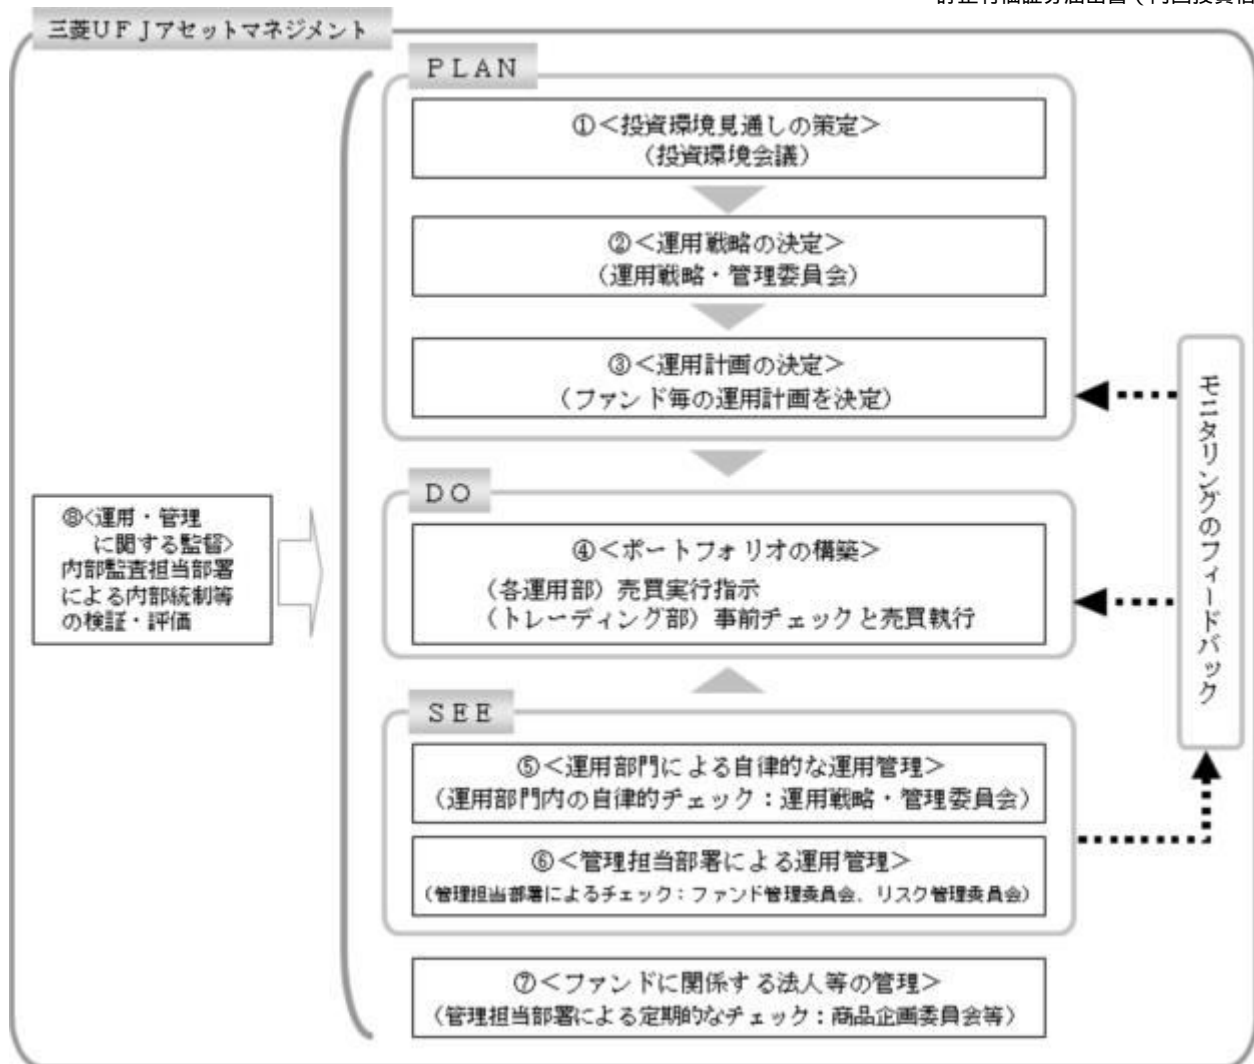 三菱ＵＦＪアセットマネジメント
ＰＬＡＮ
①＜投資環境見通しの策定＞
（投資環境会議）
②＜運用戦略の決定＞
（運用戦略・管理委員会）
③＜運用計画の決定＞
（ファンド毎の運用計画を決定）
ＤＯ
④＜ポートフォリオの構築＞
（各運用部）売買実行指示
（トレーディング部）事前チェックと売買執行
ＳＥＥ
⑤＜運用部門による自律的な運用管理＞
（運用部門内の自律的チェック：運用戦略・管理委員会）
⑥＜管理担当部署による運用管理＞
（管理担当部署によるチェック：ファンド管理委員会、リスク管理委員会）
⑦＜ファンドに関係する法人等の管理＞
（管理担当部署による定期的なチェック：商品企画委員会等）
⑧<運用・管理
に関する監督>
内部監査担当部署
による内部統制等
の検証・評価
モニタリングのフィードバック